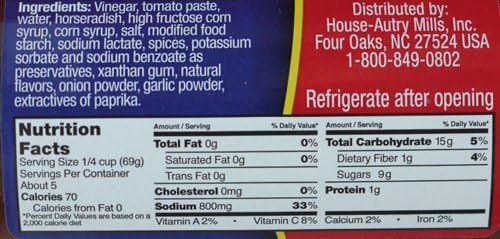 Ingredients: Vinegar, tomato paste,
water, horseradish, high fructose corn
syrup, corn syrup, salt, modified food
starch, sodium lactate, spices, potassium
sorbate and sodium benzoate as
preservatives, xanthan gum, natural
flavors, onion powder, garlic powder,
extractives of paprika.
Distributed by:
House-Autry Mills, Inc.
Four Oaks, NC 27524 USA
1-800-849-0802
Refrigerate after opening
Nutrition
Facts
Serving Size 1/4 cup (69g)
Servings Per Container
About 5
Calories 70
Calories from Fat 0
*Percent Daily Values are based on a
2,000 calorie diet
Amount / Serving % Daily Value*
Total Fat 0g 0%
Saturated Fat 0g 0%
Trans Fat 0g
Cholesterol 0mg 0%
Sodium 800mg 33%
Amount / Serving % Daily Value*
Total Carbohydrate 15g 5%
Dietary Fiber 1g 4%
Sugars 9g
Protein 1g
Vitamin A 2% • Vitamin C 8% • Calcium 2% • Iron 2%